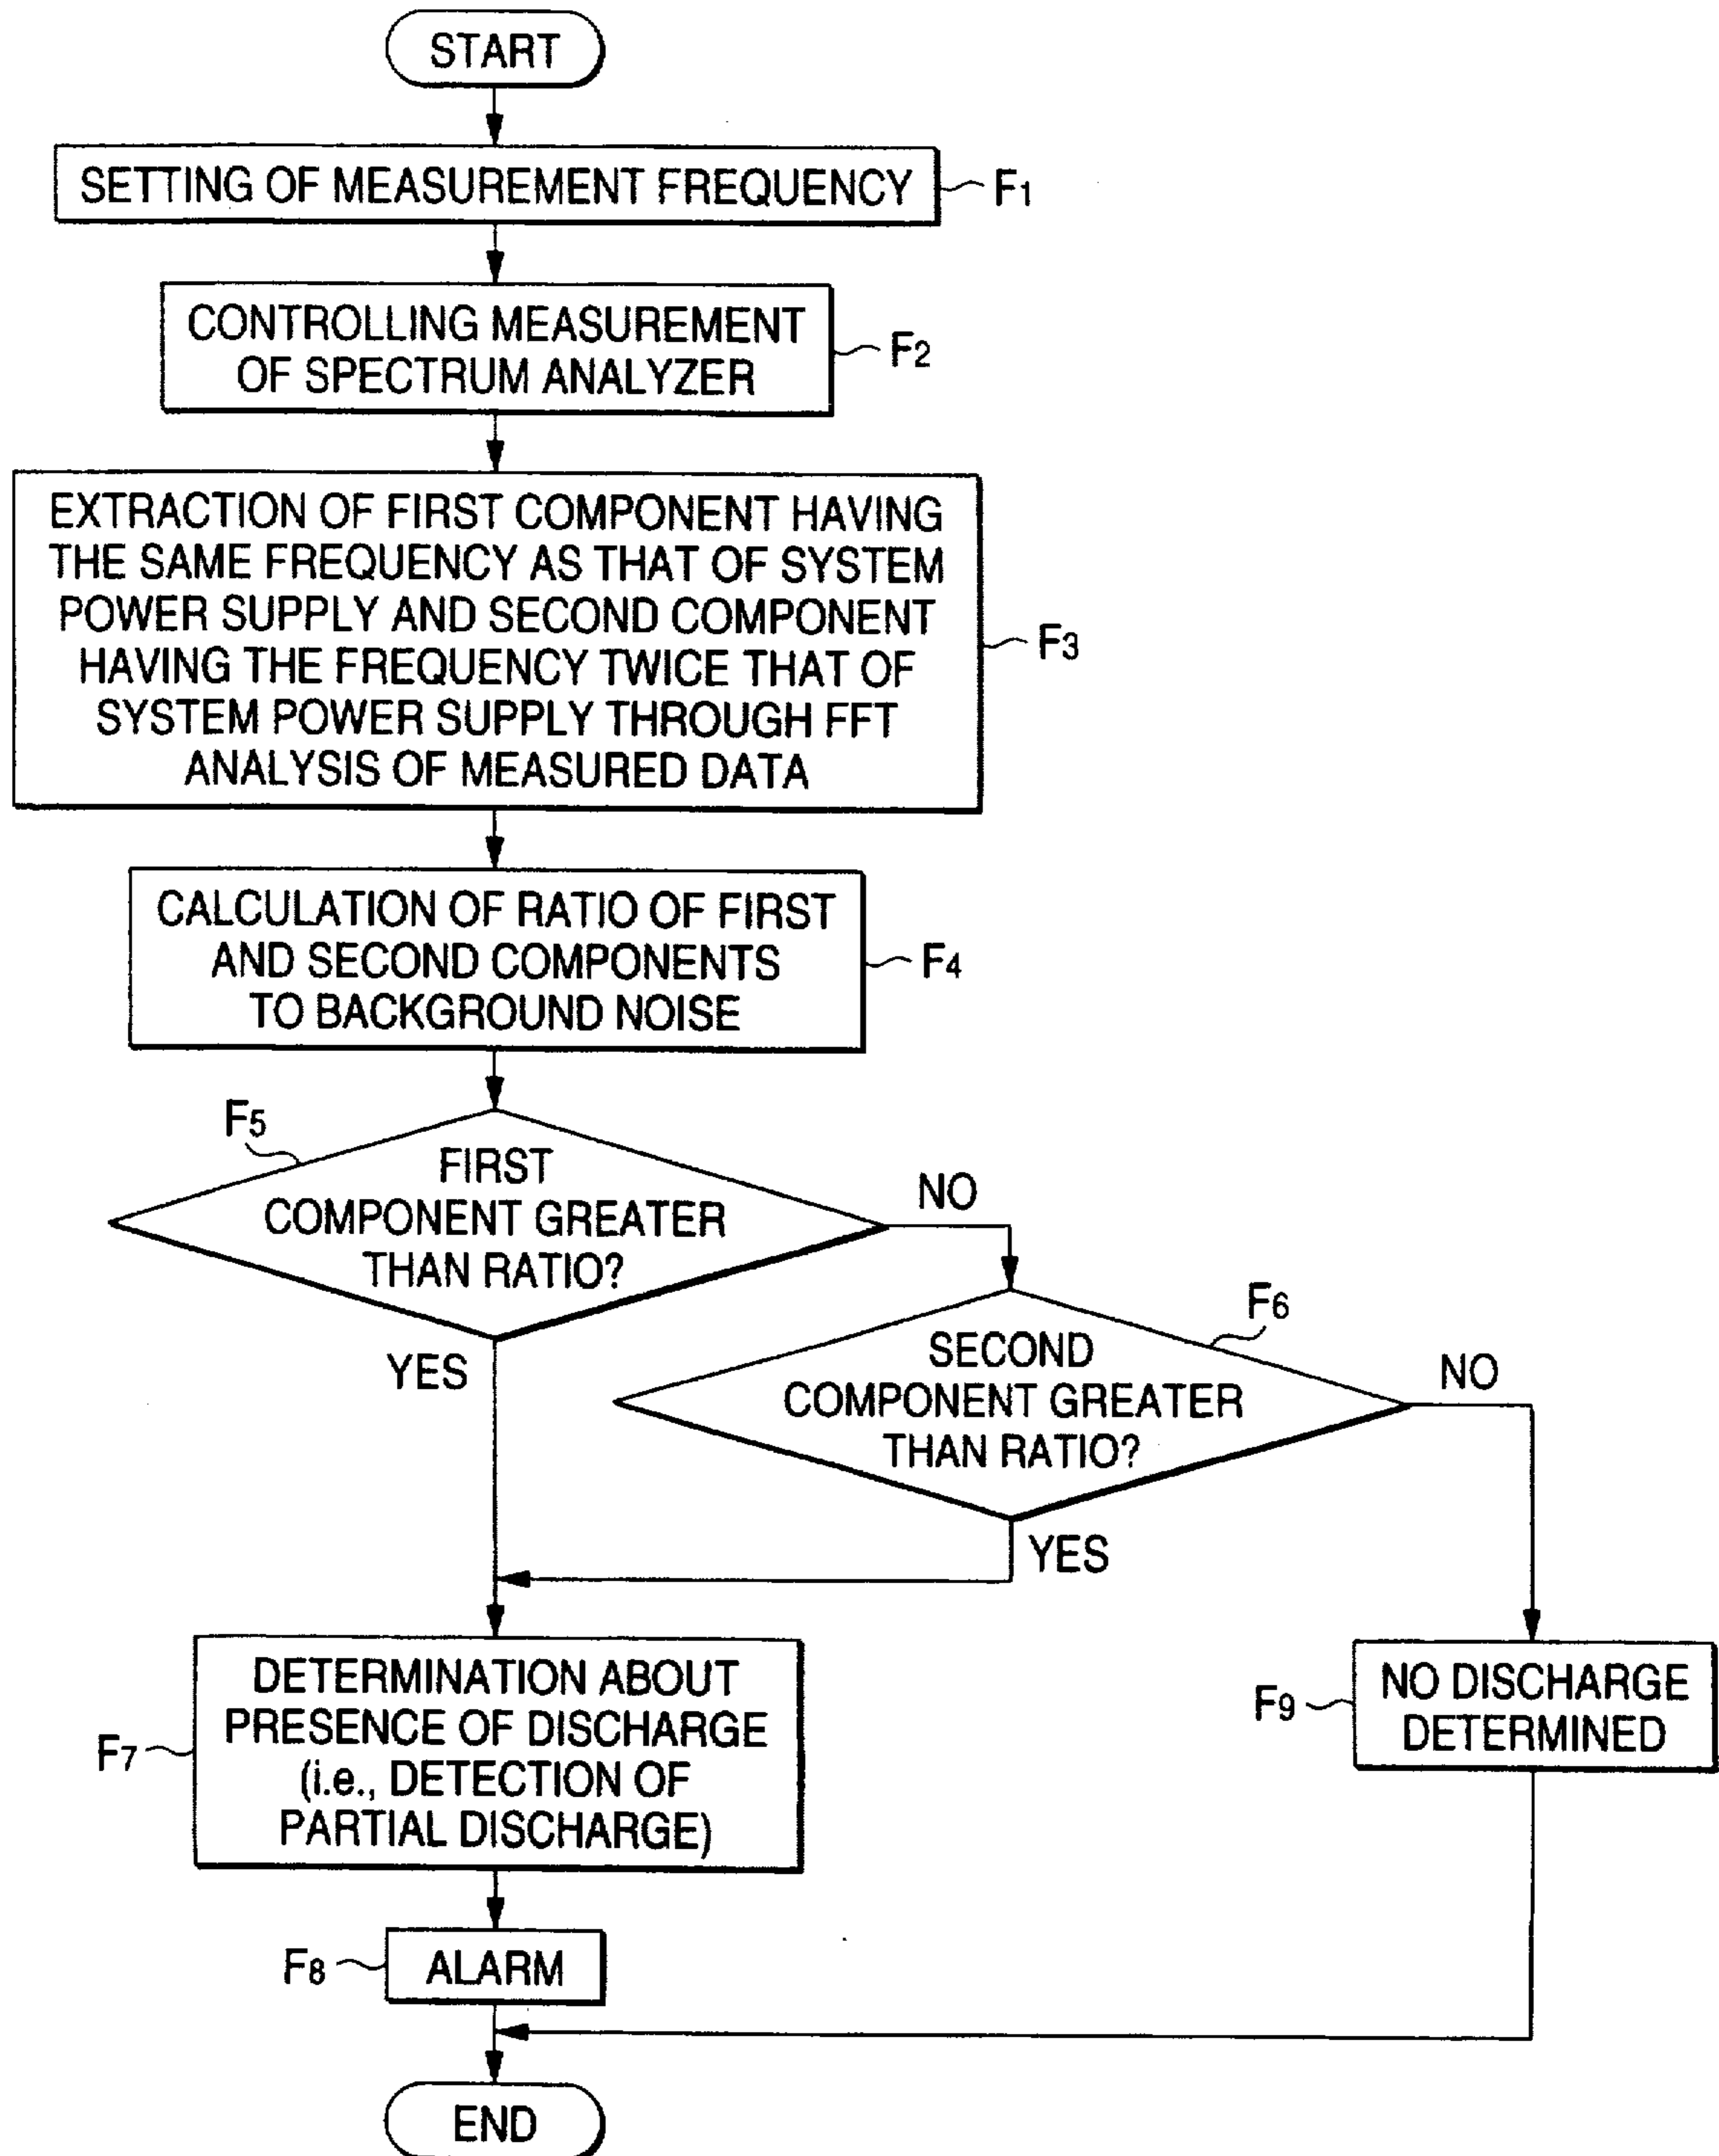 START
SETTING OF MEASUREMENT FREQUENCY
F1
CONTROLLING MEASUREMENT
OF SPECTRUM ANALYZER
F2
EXTRACTION OF FIRST COMPONENT HAVING
THE SAME FREQUENCY AS THAT OF SYSTEM
POWER SUPPLY AND SECOND COMPONENT
HAVING THE FREQUENCY TWICE THAT OF
SYSTEM POWER SUPPLY THROUGH FFT
ANALYSIS OF MEASURED DATA
F3
CALCULATION OF RATIO OF FIRST
AND SECOND COMPONENTS
TO BACKGROUND NOISE
F4
F5
FIRST
COMPONENT GREATER
THAN RATIO?
NO
YES
F6
SECOND
COMPONENT GREATER
THAN RATIO?
NO
YES
DETERMINATION ABOUT
PRESENCE OF DISCHARGE
(i.e., DETECTION OF
PARTIAL DISCHARGE)
F7
F9
NO DISCHARGE
DETERMINED
F8
ALARM
END